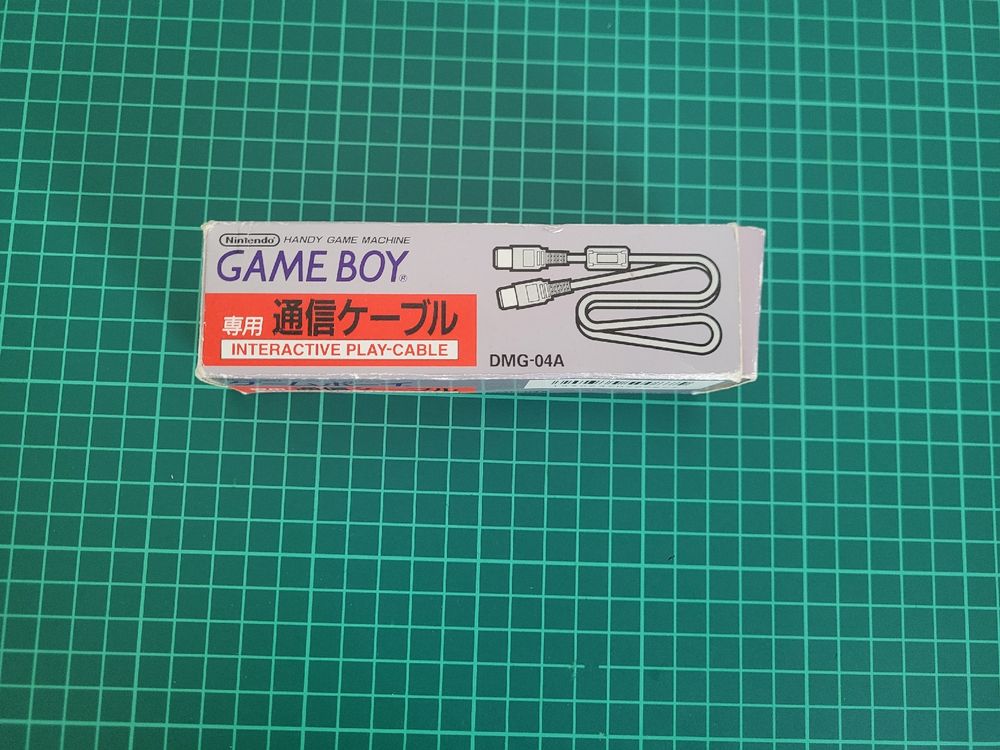 Nintendo HANDY GAME MACHINE
GAME BOY®
専用 通信ケーブル
INTERACTIVE PLAY-CABLE
DMG-04A